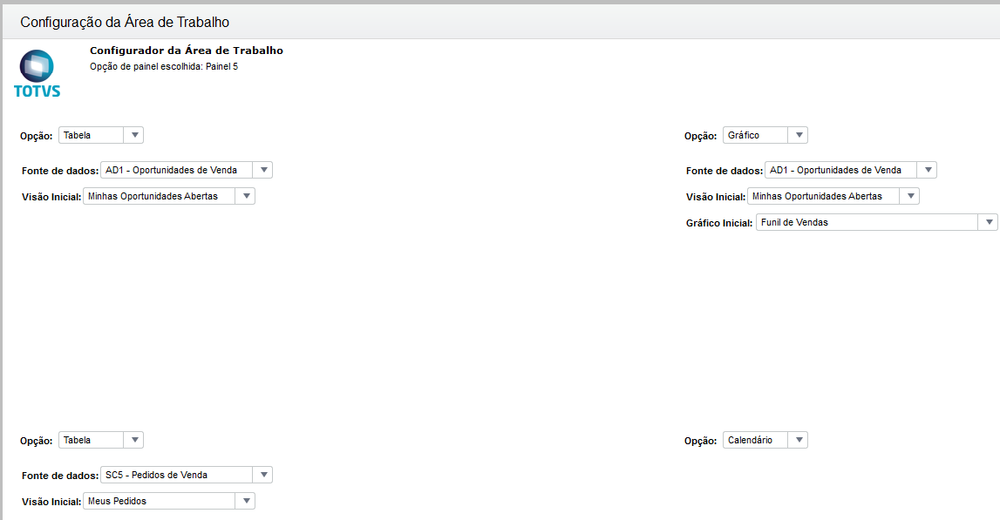 Configuração da Área de Trabalho
Configurador da Área de Trabalho
Opção de painel escolhida: Painel 5
TOTVS
Opção: Tabela
Fonte de dados: AD1 - Oportunidades de Venda
Visão Inicial: Minhas Oportunidades Abertas
Opção: Gráfico
Fonte de dados: AD1 - Oportunidades de Venda
Visão Inicial: Minhas Oportunidades Abertas
Gráfico Inicial: Funil de Vendas
Opção: Tabela
Fonte de dados: SC5 - Pedidos de Venda
Visão Inicial: Meus Pedidos
Opção: Calendário